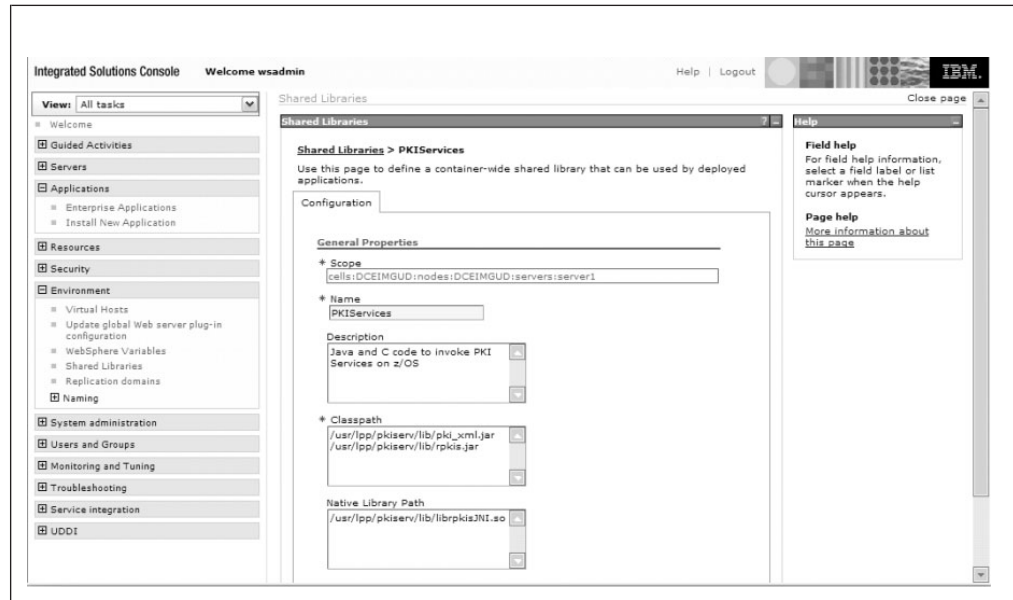 Integrated Solutions Console Welcome wsadmin Help | Logout IBM.
View: All tasks
Welcome
Guided Activities
Servers
Applications
Enterprise Applications
Install New Application
Resources
Security
Environment
Virtual Hosts
Update global Web server plug-in
configuration
WebSphere Variables
Shared Libraries
Replication domains
Naming
System administration
Users and Groups
Monitoring and Tuning
Troubleshooting
Service integration
UDDI
Shared Libraries Close page
Shared Libraries ? -
Shared Libraries > PKIServices
Use this page to define a container-wide shared library that can be used by deployed
applications.
Configuration
General Properties
* Scope
cells:DCEIMGUD:nodes:DCEIMGUD:servers:server1
* Name
PKIServices
Description
Java and C code to invoke PKI
Services on z/OS
* Classpath
/usr/lpp/pkiserv/lib/pki_xml.jar
/usr/lpp/pkiserv/lib/rpkis.jar
Native Library Path
/usr/lpp/pkiserv/lib/librpkisJNI.so
Help -
Field help
For field help information,
select a field label or list
marker when the help
cursor appears.
Page help
More information about
this page